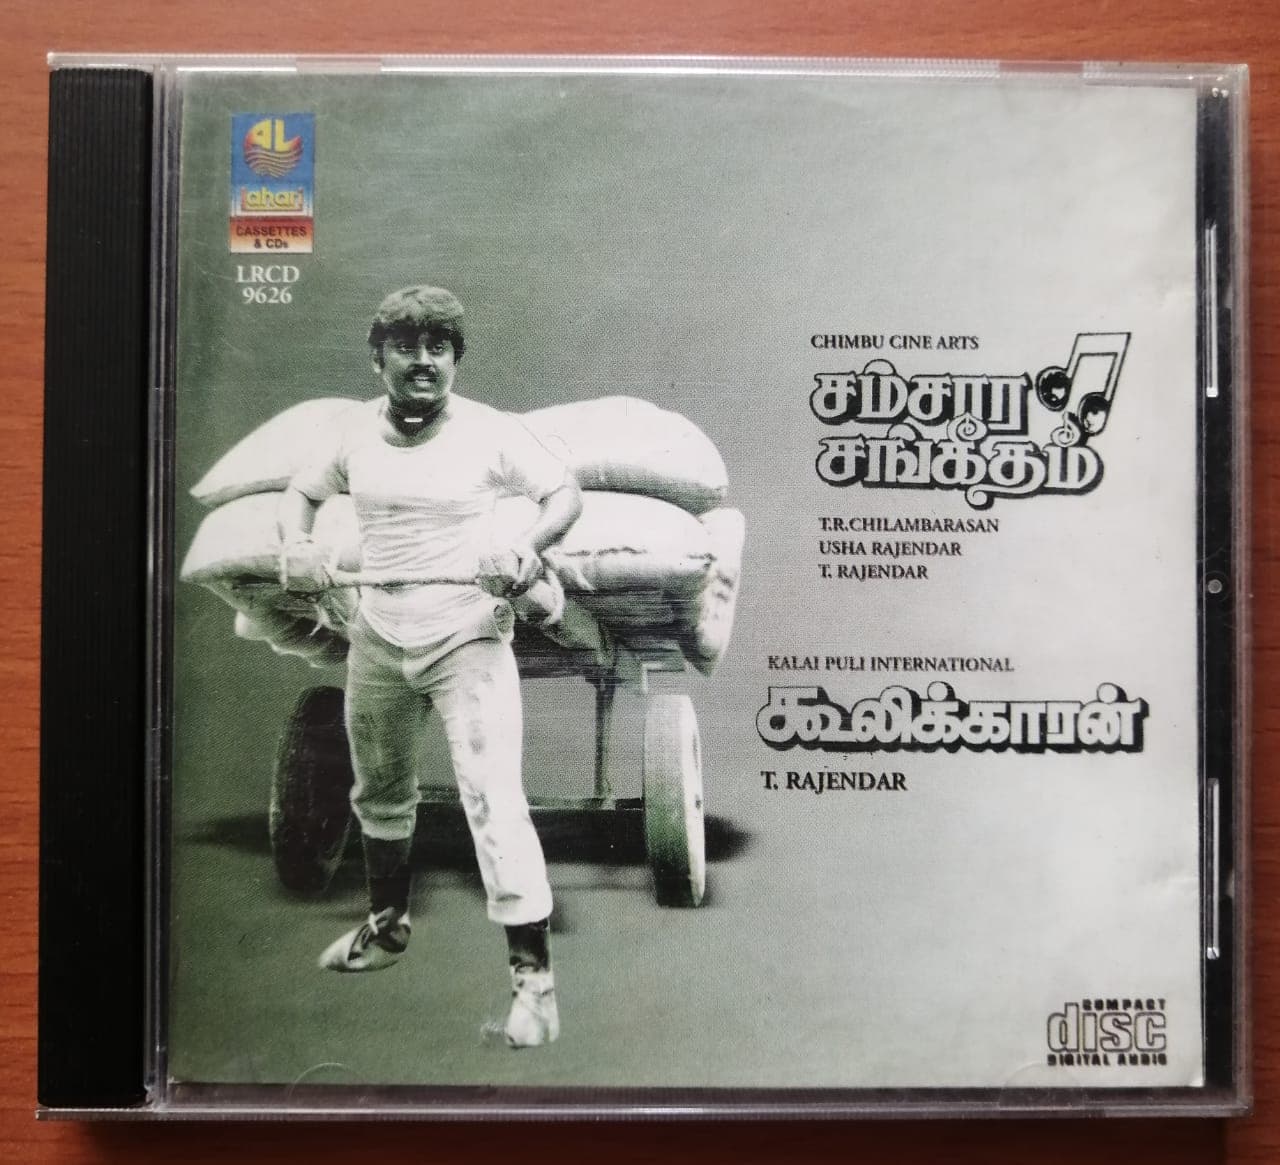 AL
lahari
CASSETTES
& CDs
LRCD
9626
CHIMBU CINE ARTS
சம்சார
சங்கீதம்
T.R.CHILAMBARASAN
USHA RAJENDAR
T. RAJENDAR
KALAI PULI INTERNATIONAL
கூலிக்காரன்
T. RAJENDAR
COMPACT
disc
DIGITAL AUDIO